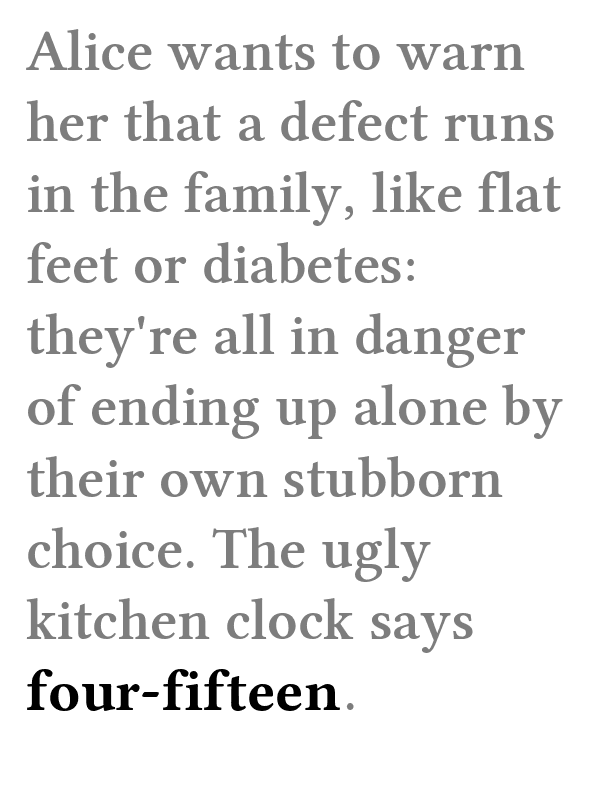 Alice wants to warn
her that a defect runs
in the family, like flat
feet or diabetes:
they're all in danger
of ending up alone by
their own stubborn
choice. The ugly
kitchen clock says
four-fifteen.